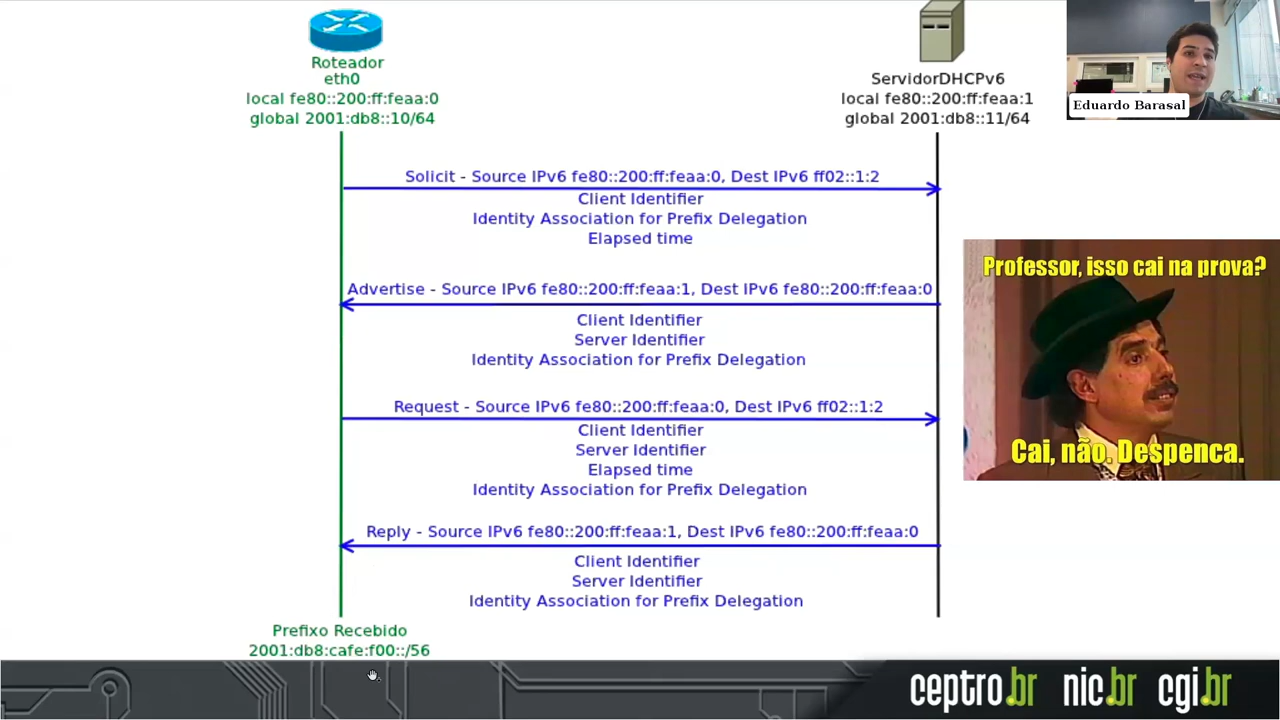 Roteador
eth0
local fe80::200:ff:feaa:0
global 2001:db8::10/64
ServidorDHCPv6
local fe80::200:ff:feaa:1
global 2001:db8::11/64
Eduardo Barasal
Solicit - Source IPv6 fe80::200:ff:feaa:0, Dest IPv6 ff02::1:2
Client Identifier
Identity Association for Prefix Delegation
Elapsed time
Advertise - Source IPv6 fe80::200:ff:feaa:1, Dest IPv6 fe80::200:ff:feaa:0
Client Identifier
Server Identifier
Identity Association for Prefix Delegation
Request - Source IPv6 fe80::200:ff:feaa:0, Dest IPv6 ff02::1:2
Client Identifier
Server Identifier
Elapsed time
Identity Association for Prefix Delegation
Reply - Source IPv6 fe80::200:ff:feaa:1, Dest IPv6 fe80::200:ff:feaa:0
Client Identifier
Server Identifier
Identity Association for Prefix Delegation
Prefixo Recebido
2001:db8:cafe:f00::/56
Professor, isso cai na prova?
Cai, não. Despenca.
ceptro.br nic.br cgi.br